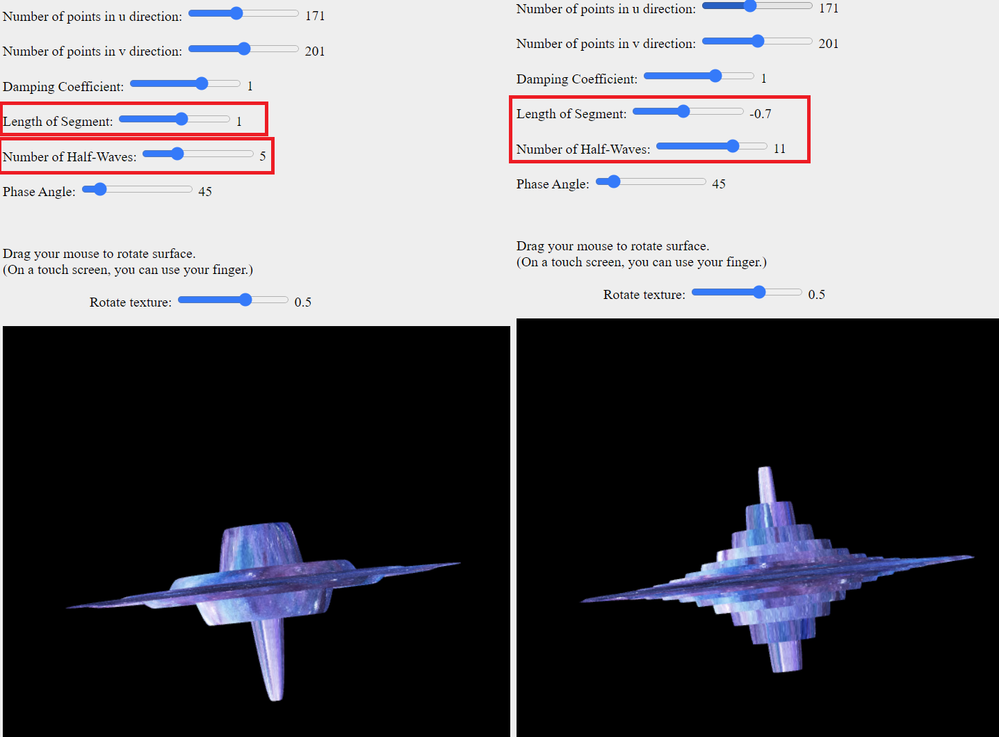 Number of points in u direction: 171
Number of points in v direction: 201
Damping Coefficient: 1
Length of Segment: 1
Number of Half-Waves: 5
Phase Angle: 45
Drag your mouse to rotate surface.
(On a touch screen, you can use your finger.)
Rotate texture: 0.5
Number of points in u direction: 171
Number of points in v direction: 201
Damping Coefficient: 1
Length of Segment: -0.7
Number of Half-Waves: 11
Phase Angle: 45
Drag your mouse to rotate surface.
(On a touch screen, you can use your finger.)
Rotate texture: 0.5